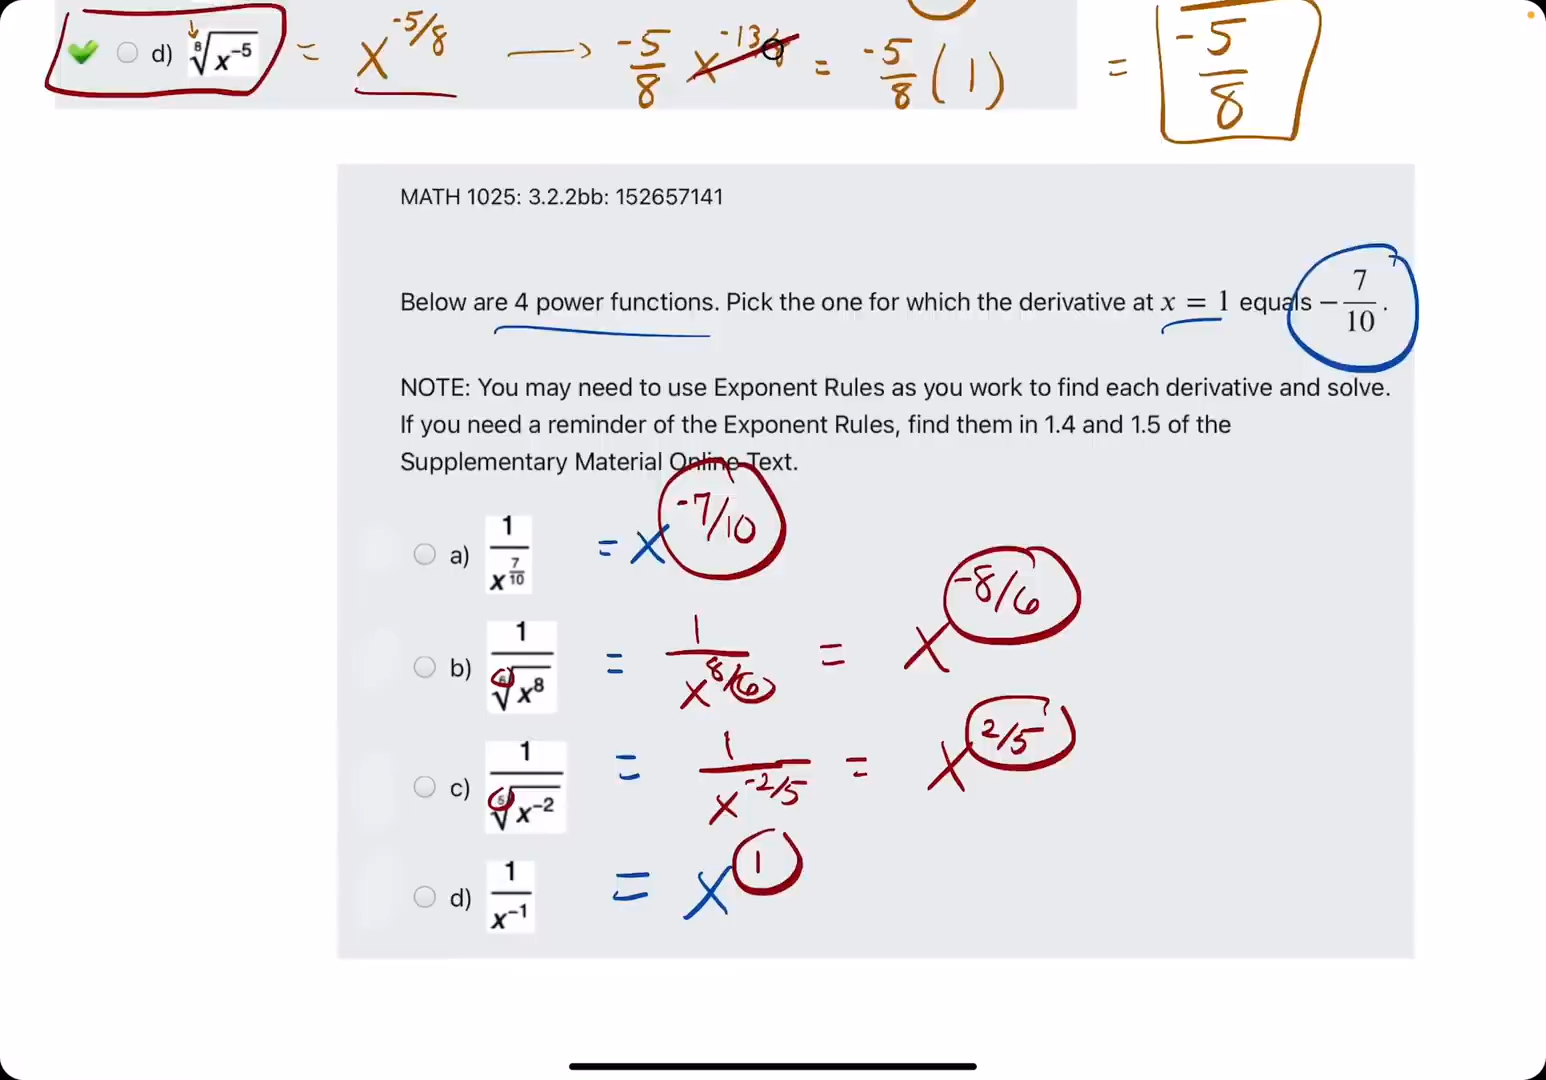 d) ⁸√x⁻⁵ = x^-5/8 → -5/8 x^-13/8 = -5/8 (1) = -5/8
MATH 1025: 3.2.2bb: 152657141
Below are 4 power functions. Pick the one for which the derivative at x = 1 equals −7/10.
NOTE: You may need to use Exponent Rules as you work to find each derivative and solve.
If you need a reminder of the Exponent Rules, find them in 1.4 and 1.5 of the
Supplementary Material Online Text.
a) 1/x^7/10 = x^-7/10
b) 1/⁶√x⁸ = 1/x^8/6 = x^-8/6
c) 1/⁵√x⁻² = 1/x^-2/5 = x^2/5
d) 1/x⁻¹ = x^1